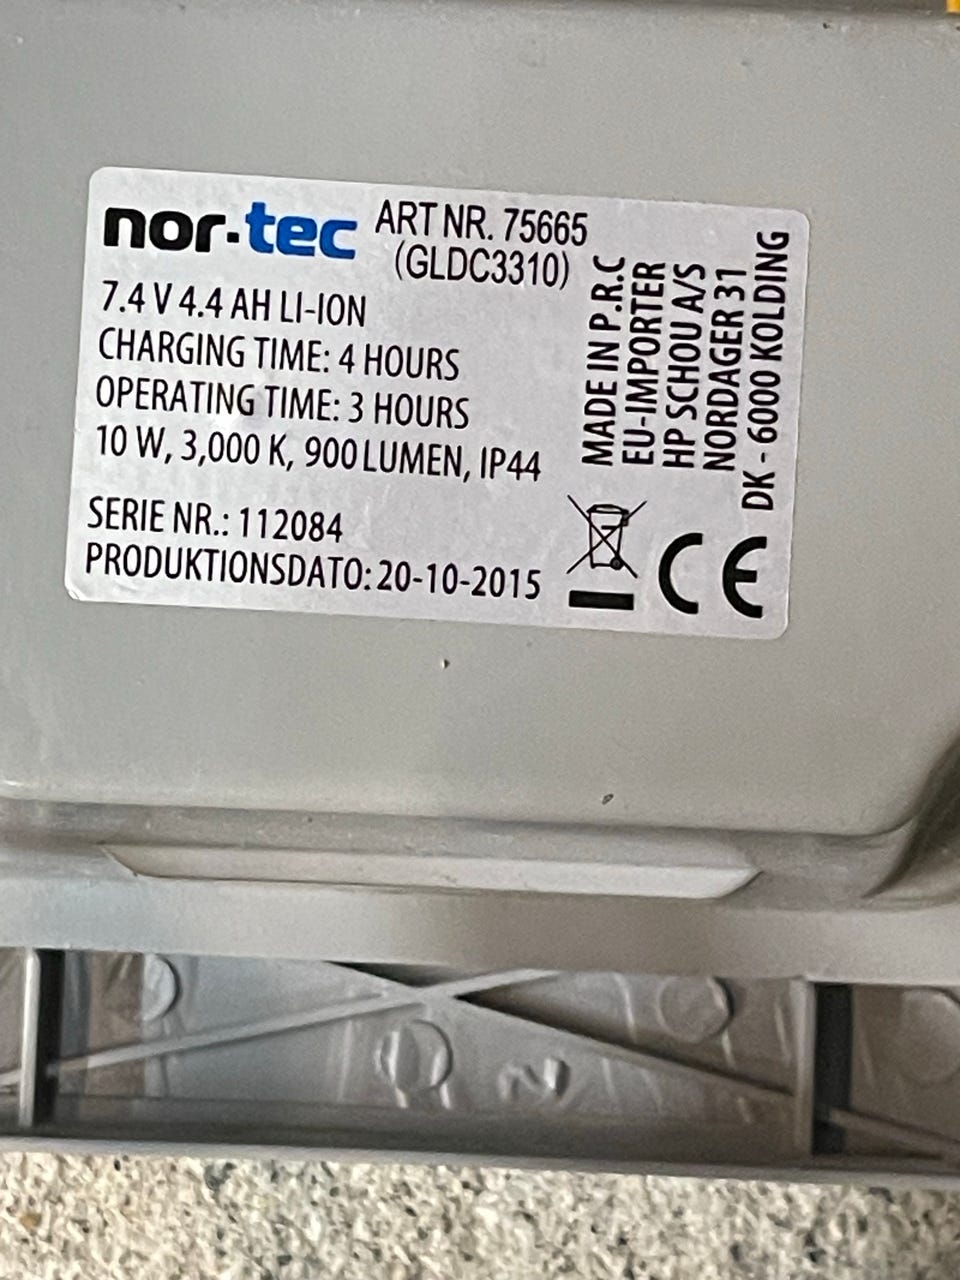 nor-tec ART NR. 75665
(GLDC3310)
7.4 V 4.4 AH LI-ION
CHARGING TIME: 4 HOURS
OPERATING TIME: 3 HOURS
10 W, 3,000 K, 900 LUMEN, IP44
SERIE NR.: 112084
PRODUKTIONSDATO: 20-10-2015
MADE IN P.R.C
EU-IMPORTER
HP SCHOU A/S
NORDAGER 31
DK - 6000 KOLDING
CE